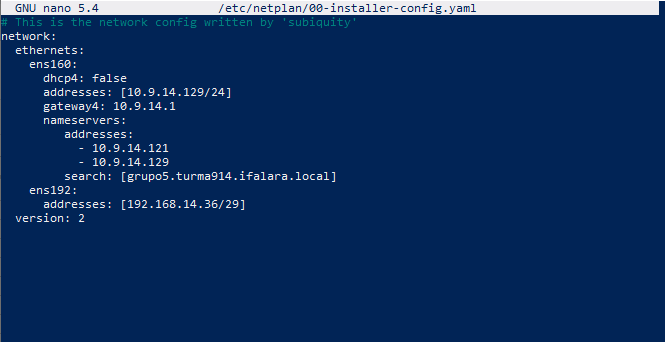 GNU nano 5.4 /etc/netplan/00-installer-config.yaml
# This is the network config written by 'subiquity'
network:
  ethernets:
    ens160:
      dhcp4: false
      addresses: [10.9.14.129/24]
      gateway4: 10.9.14.1
      nameservers:
         addresses:
           - 10.9.14.121
           - 10.9.14.129
         search: [grupo5.turma914.ifalara.local]
    ens192:
      addresses: [192.168.14.36/29]
  version: 2